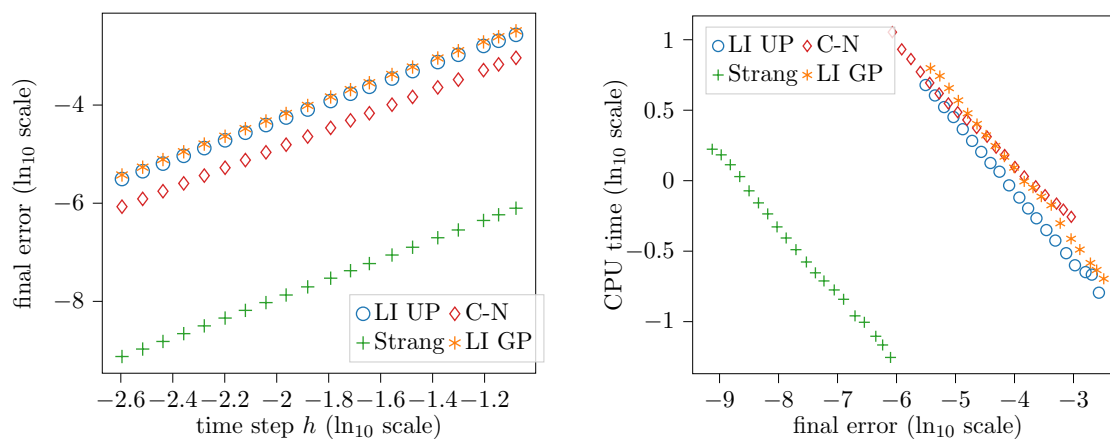 −4
−6
−8
final error (ln10 scale)
LI UP
C-N
Strang
LI GP
−2.6 −2.4 −2.2 −2 −1.8 −1.6 −1.4 −1.2
time step h (ln10 scale)
1
0.5
0
−0.5
−1
CPU time (ln10 scale)
LI UP
C-N
Strang
LI GP
−9 −8 −7 −6 −5 −4 −3
final error (ln10 scale)